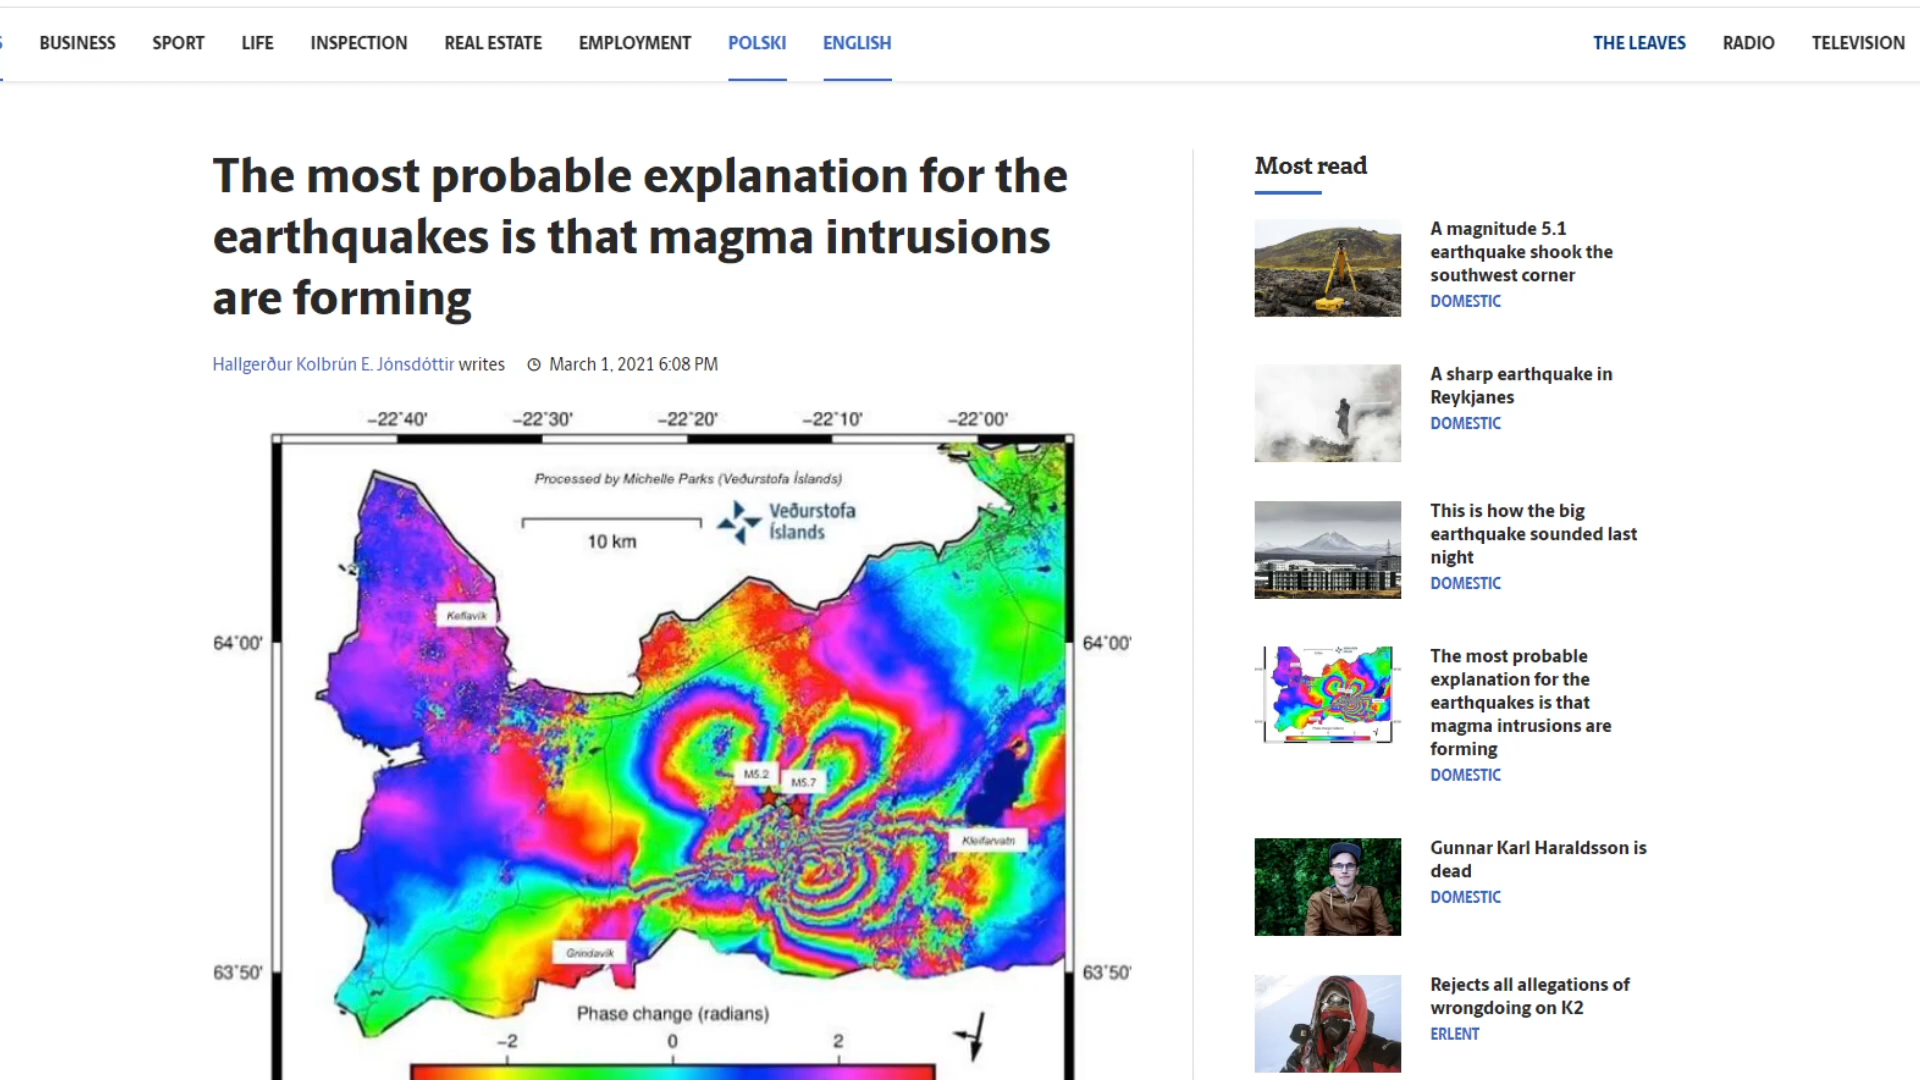 BUSINESS SPORT LIFE INSPECTION REAL ESTATE EMPLOYMENT POLSKI ENGLISH THE LEAVES RADIO TELEVISION
The most probable explanation for the
earthquakes is that magma intrusions
are forming
Hallgerður Kolbrún E. Jónsdóttir writes March 1, 2021 6:08 PM
−22˚40' −22˚30' −22˚20' −22˚10' −22˚00'
Processed by Michelle Parks (Veðurstofa Íslands)
Veðurstofa
Íslands
10 km
Keflavik
64˚00' 64˚00'
M5.2 M5.7
Kleifarvatn
Grindavik
63˚50' 63˚50'
Phase change (radians)
−2 0 2
Most read
A magnitude 5.1
earthquake shook the
southwest corner
DOMESTIC
A sharp earthquake in
Reykjanes
DOMESTIC
This is how the big
earthquake sounded last
night
DOMESTIC
The most probable
explanation for the
earthquakes is that
magma intrusions are
forming
DOMESTIC
Gunnar Karl Haraldsson is
dead
DOMESTIC
Rejects all allegations of
wrongdoing on K2
ERLENT